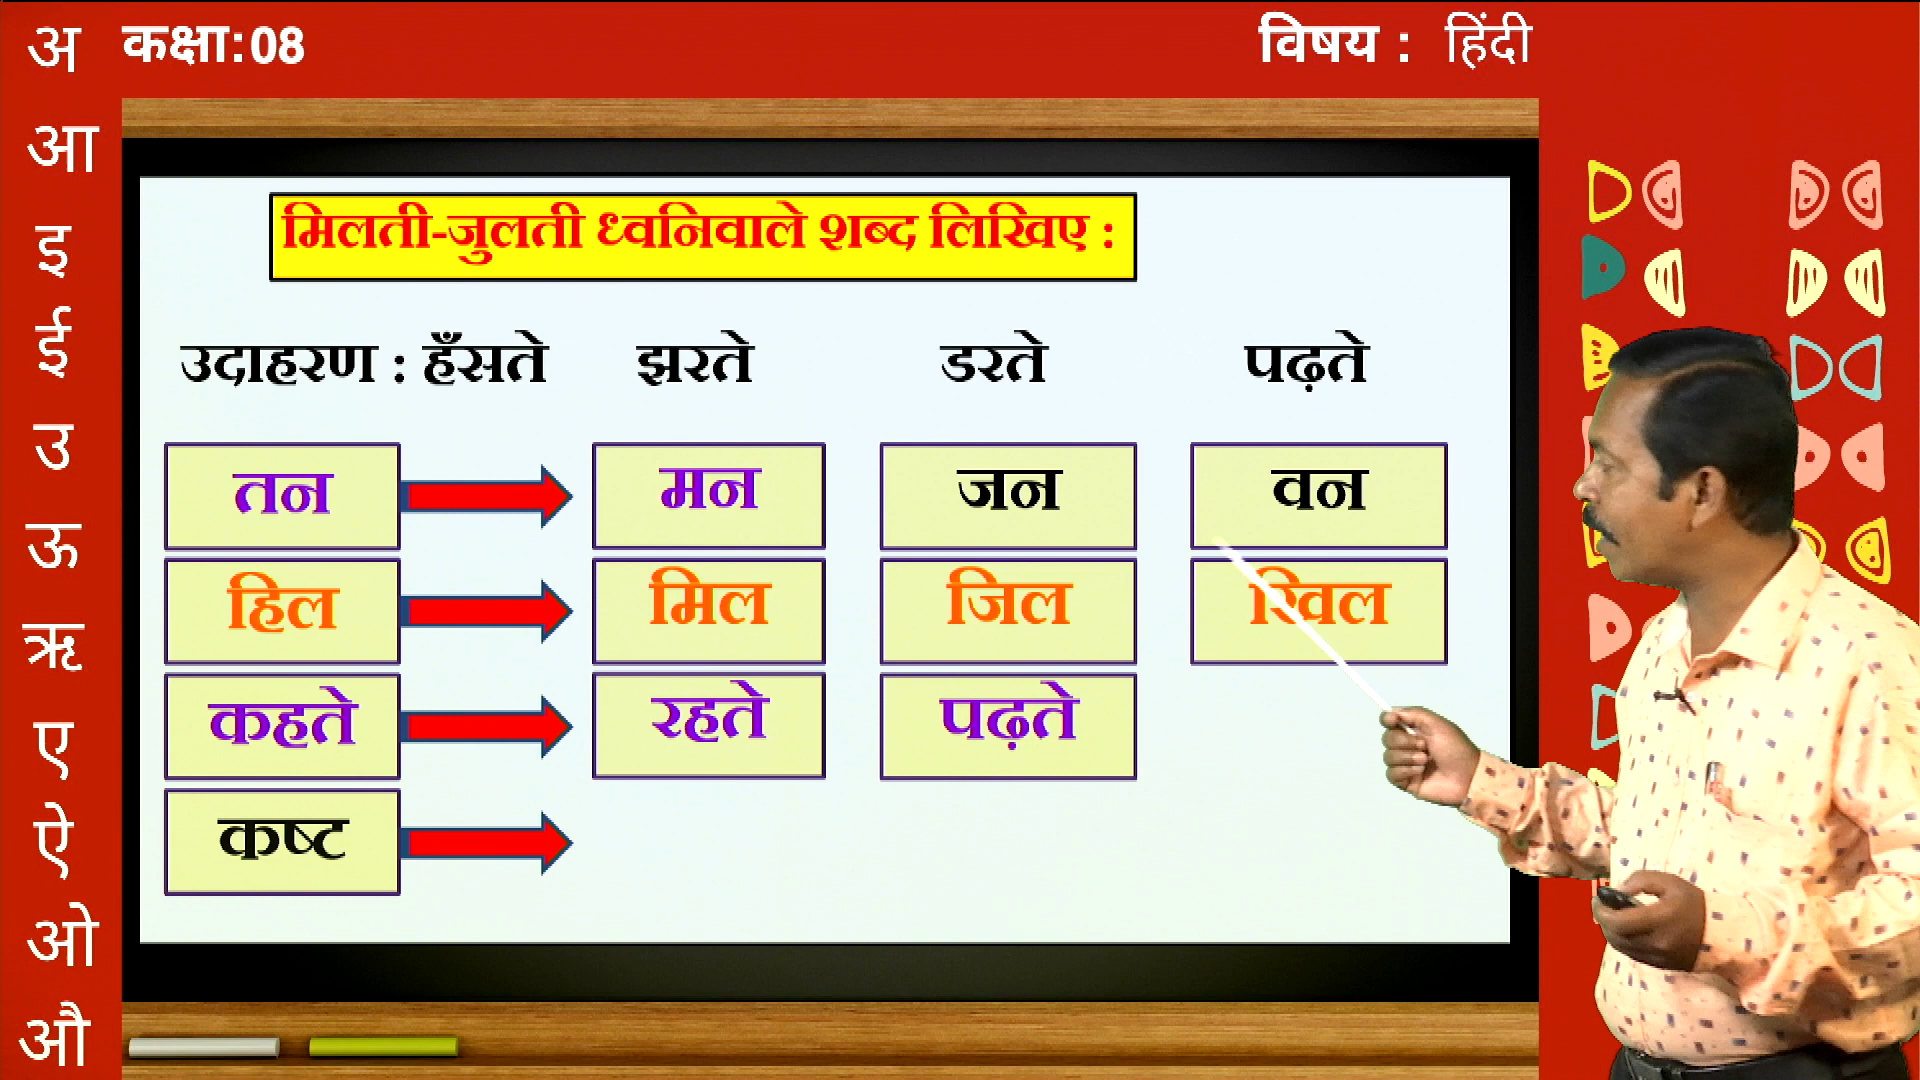 कक्षा:08
विषय : हिंदी
अ
आ
इ
ई
उ
ऊ
ऋ
ए
ऐ
ओ
औ
मिलती-जुलती ध्वनिवाले शब्द लिखिए :
उदाहरण : हँसते झरते डरते पढ़ते
तन मन जन वन
हिल मिल जिल खिल
कहते रहते पढ़ते
कष्ट